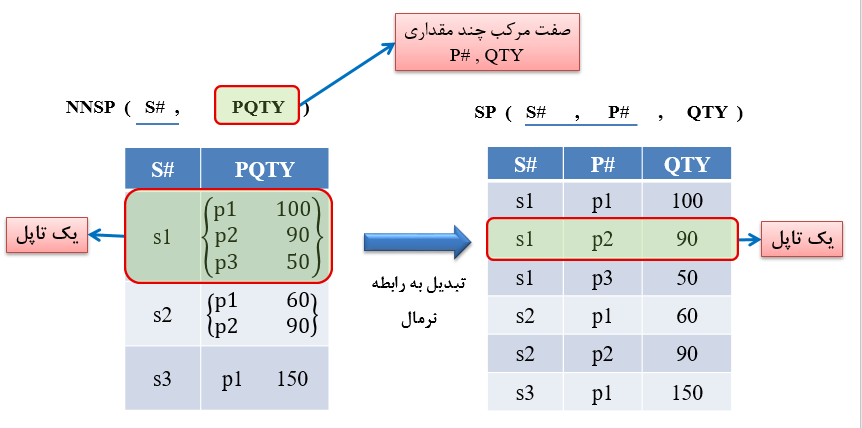 صفت مرکب چند مقداری
P# , QTY
NNSP ( S# , PQTY )
S# PQTY
s1 {p1 100
p2 90
p3 50}
s2 {p1 60
p2 90}
s3 p1 150
یک تاپل
تبدیل به رابطه
نرمال
SP ( S# , P# , QTY )
S# P# QTY
s1 p1 100
s1 p2 90
s1 p3 50
s2 p1 60
s2 p2 90
s3 p1 150
یک تاپل